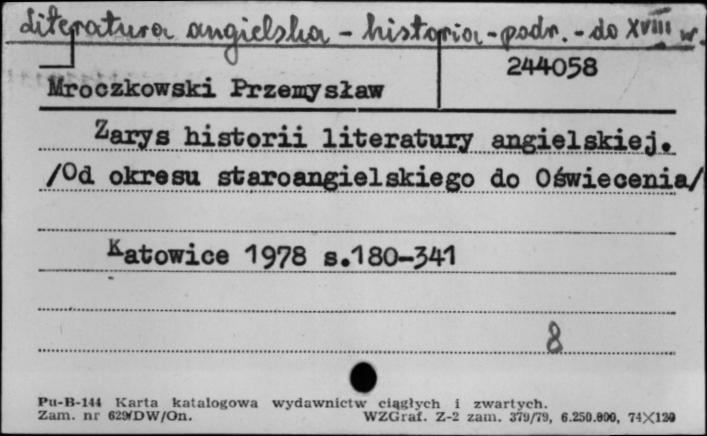 Literatura angielska - historia - podr. - do XVIII w.
244058
Mroczkowski Przemysław
Zarys historii literatury angielskiej.
/Od okresu staroangielskiego do Oświecenia/
Katowice 1978 s.180-341
8
Pu-B-144 Karta katalogowa wydawnictw ciągłych i zwartych.
Zam. nr 629/DW/On. WZGraf. Z-2 zam. 379/79, 6.250.000, 74×120